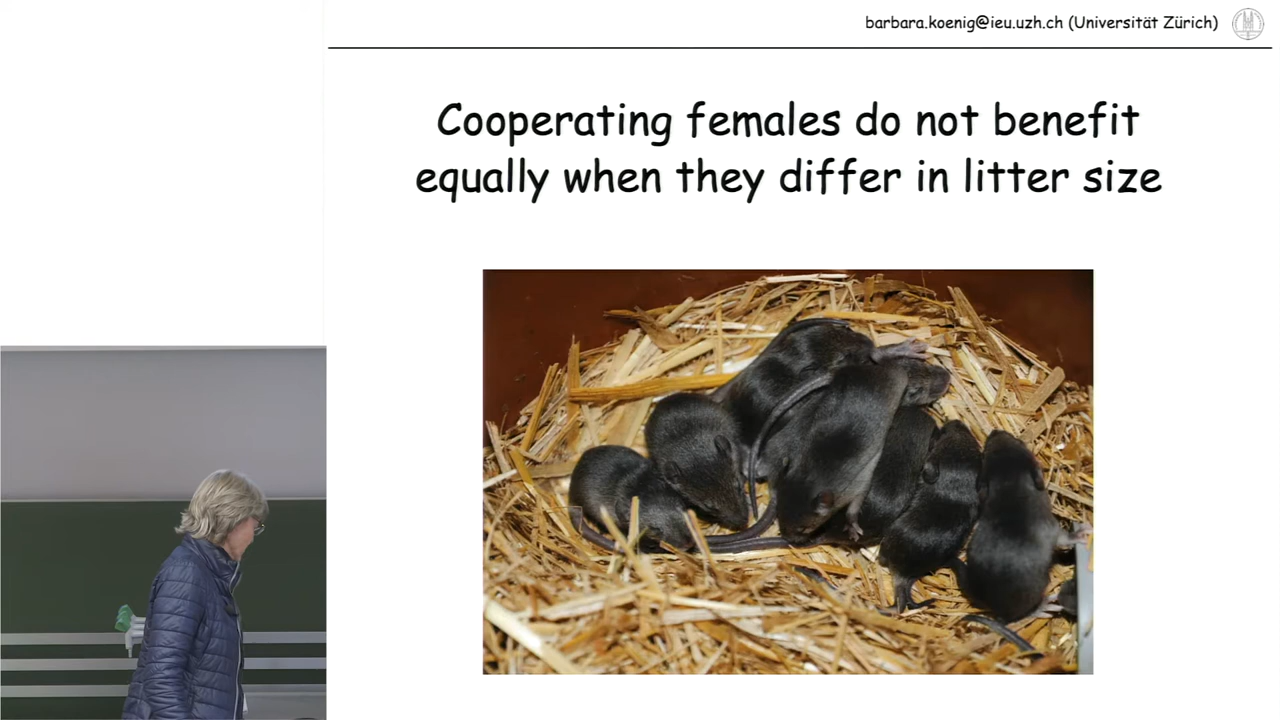 barbara.koenig@ieu.uzh.ch (Universität Zürich)
Cooperating females do not benefit
equally when they differ in litter size